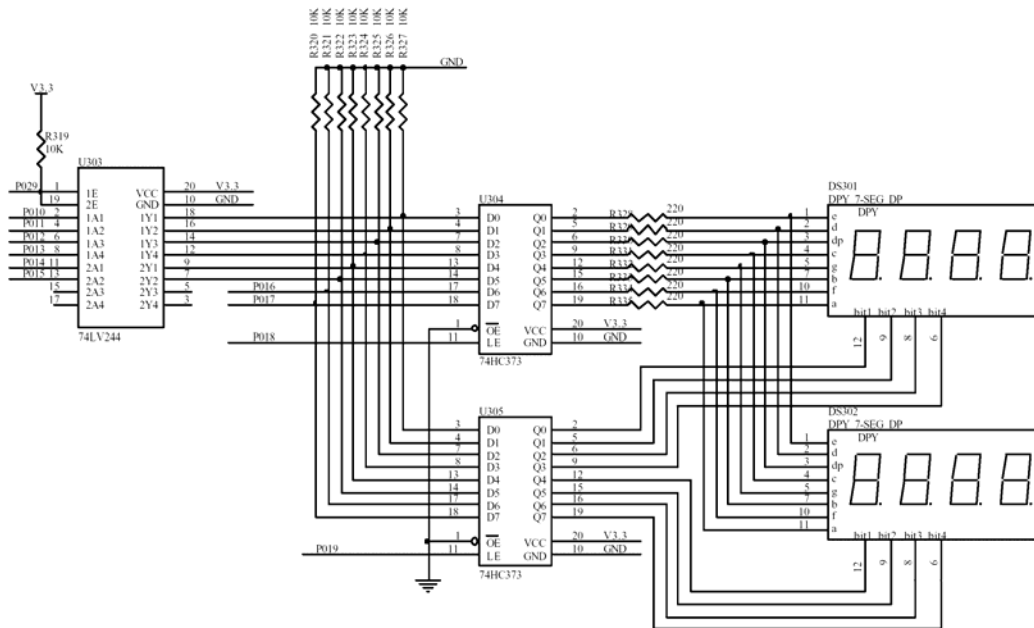 R320 10K
R321 10K
R322 10K
R323 10K
R324 10K
R325 10K
R326 10K
R327 10K
GND
V3.3
R319
10K
U303
P029 1 1E VCC 20 V3.3
19 2E GND 10 GND
P010 2 1A1 1Y1 18
P011 4 1A2 1Y2 16
P012 6 1A3 1Y3 14
P013 8 1A4 1Y4 12
P014 11 2A1 2Y1 9
P015 13 2A2 2Y2 7
15 2A3 2Y3 5
17 2A4 2Y4 3
74LV244
U304
3 D0 Q0 2
4 D1 Q1 5
7 D2 Q2 6
8 D3 Q3 9
13 D4 Q4 12
14 D5 Q5 15
P016 17 D6 Q6 16
P017 18 D7 Q7 19
1 OE VCC 20 V3.3
P018 11 LE GND 10 GND
74HC373
220
220
220
220
220
220
220
220
DS301
DPY_7-SEG_DP
DPY
1 e
2 d
3 dp
4 c
5 g
7 b
10 f
11 a
bit1 bit2 bit3 bit4
12 9 8 6
U305
3 D0 Q0 2
4 D1 Q1 5
7 D2 Q2 6
8 D3 Q3 9
13 D4 Q4 12
14 D5 Q5 15
17 D6 Q6 16
18 D7 Q7 19
1 OE VCC 20 V3.3
P019 11 LE GND 10 GND
74HC373
DS302
DPY_7-SEG_DP
DPY
1 e
2 d
3 dp
4 c
5 g
7 b
10 f
11 a
bit1 bit2 bit3 bit4
12 9 8 6